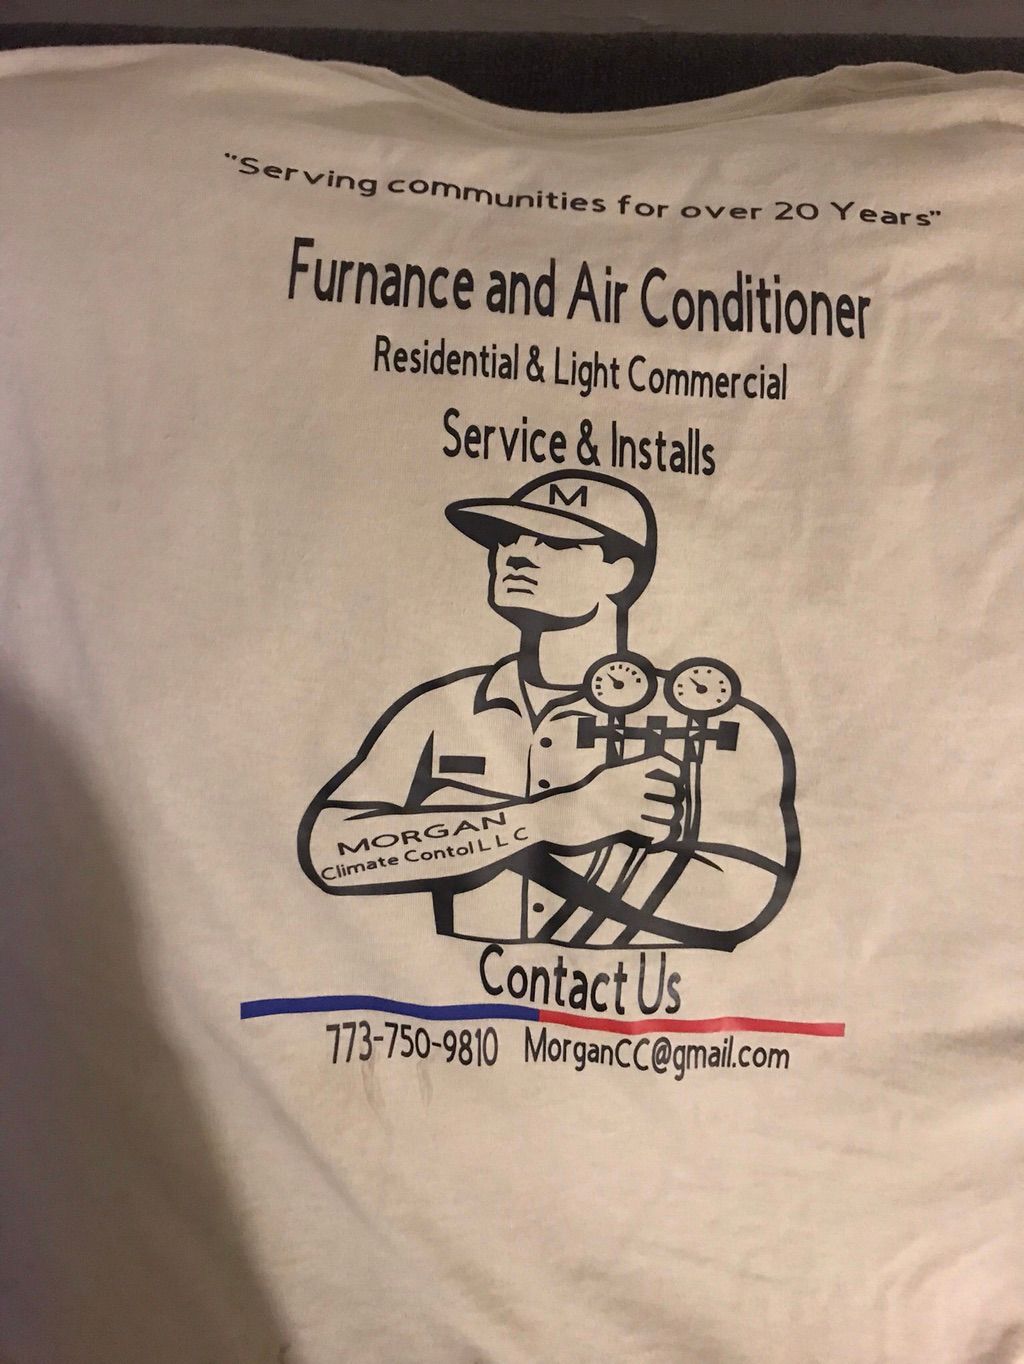 "Serving communities for over 20 Years"
Furnance and Air Conditioner
Residential & Light Commercial
Service & Installs
M
MORGAN
Climate Contol L L C
Contact Us
773-750-9810 MorganCC@gmail.com